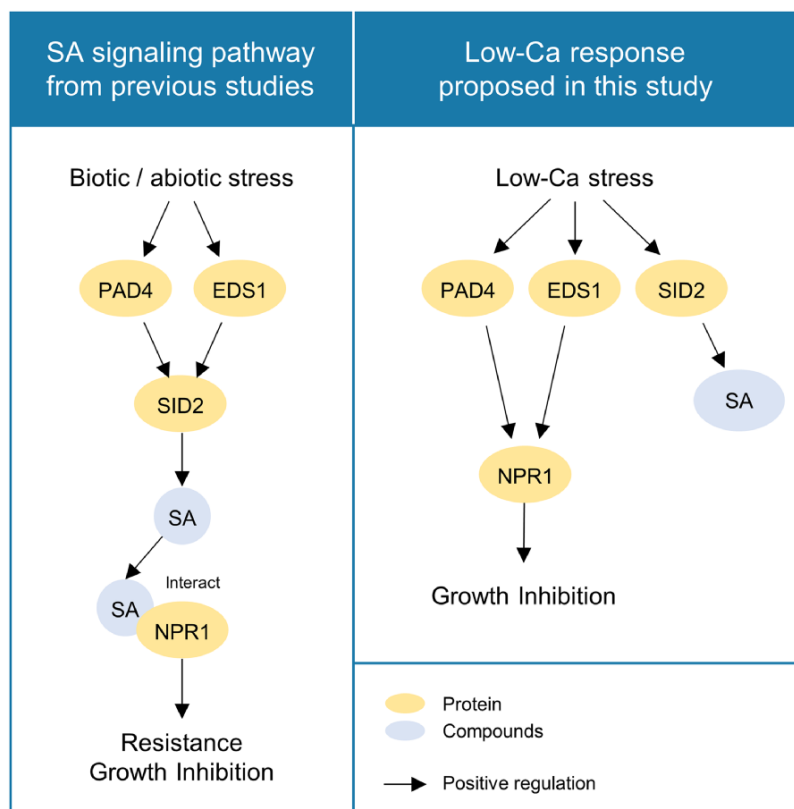 SA signaling pathway
from previous studies
Low-Ca response
proposed in this study
Biotic / abiotic stress
PAD4
EDS1
SID2
SA
SA
Interact
NPR1
Resistance
Growth Inhibition
Low-Ca stress
PAD4
EDS1
SID2
SA
NPR1
Growth Inhibition
Protein
Compounds
Positive regulation